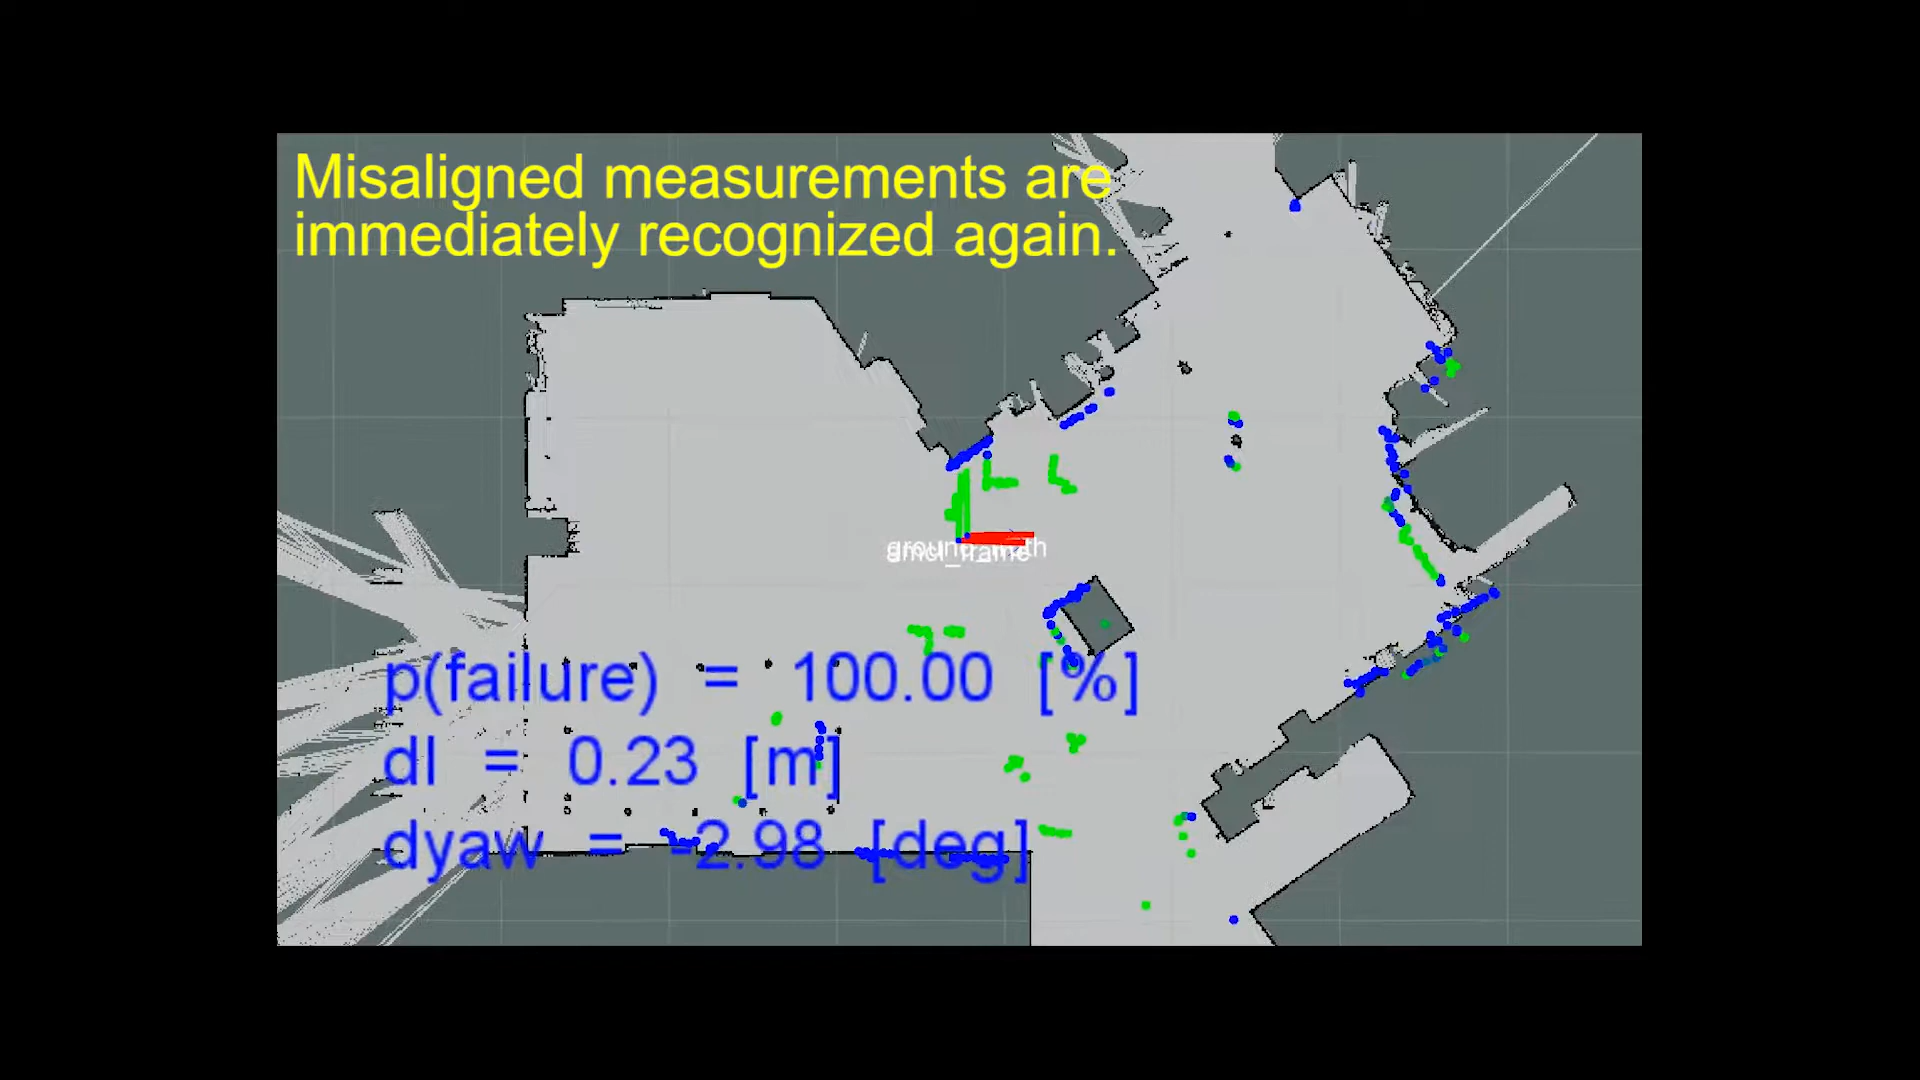 Misaligned measurements are
immediately recognized again.
p(failure) = 100.00 [%]
dl = 0.23 [m]
dyaw = -2.98 [deg]